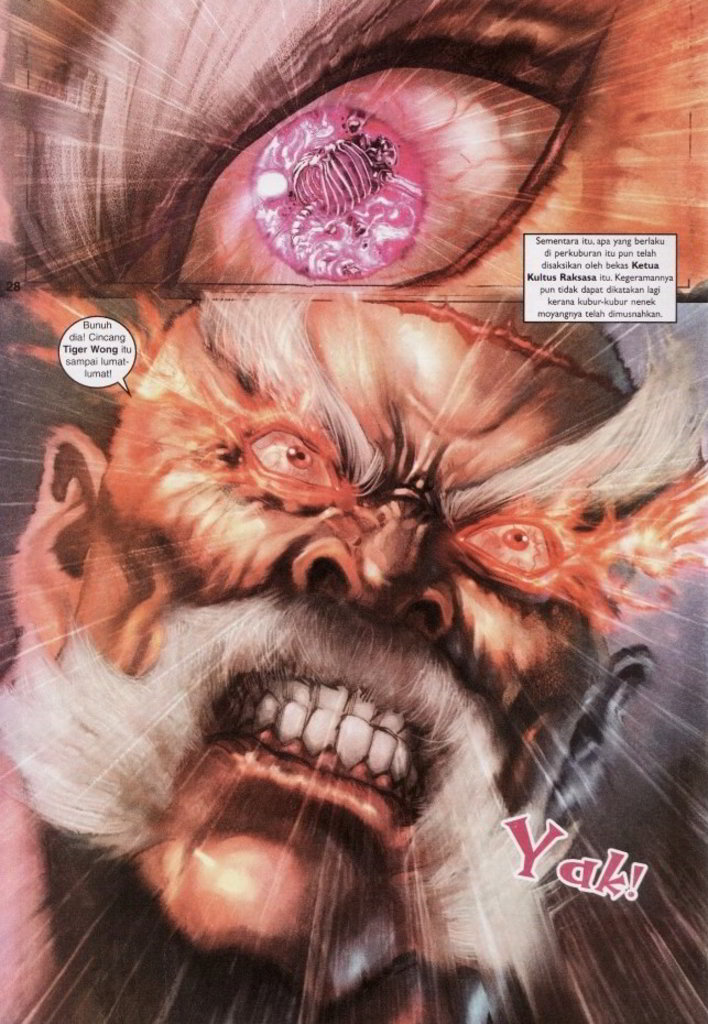 Sementara itu, apa yang berlaku
di perkuburan itu pun telah
disaksikan oleh bekas Ketua
Kultus Raksasa itu. Kegeramannya
pun tidak dapat dikatakan lagi
kerana kubur-kubur nenek
moyangnya telah dimusnahkan.
28
Bunuh
dia! Cincang
Tiger Wong itu
sampai lumat-
lumat!
Yak!